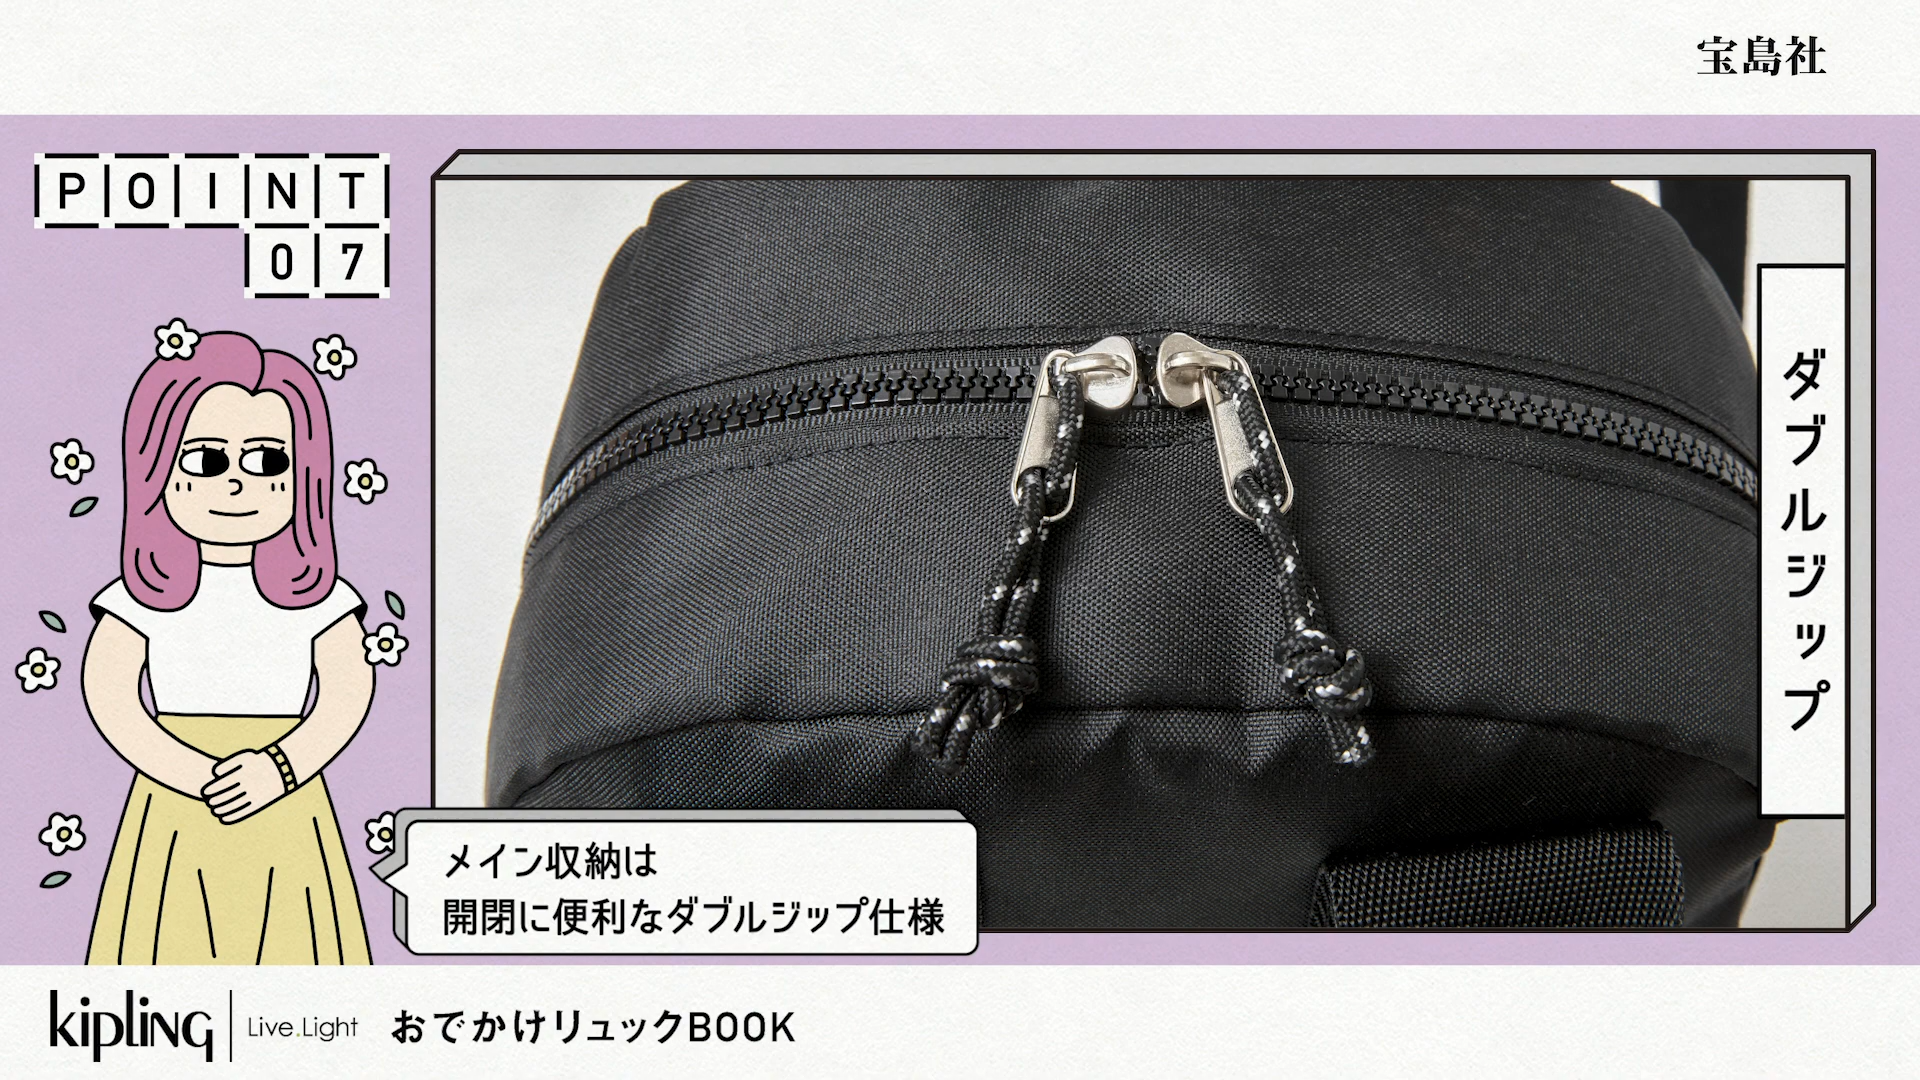 宝島社
POINT
07
ダブルジップ
メイン収納は
開閉に便利なダブルジップ仕様
kipling Live.Light おでかけリュックBOOK